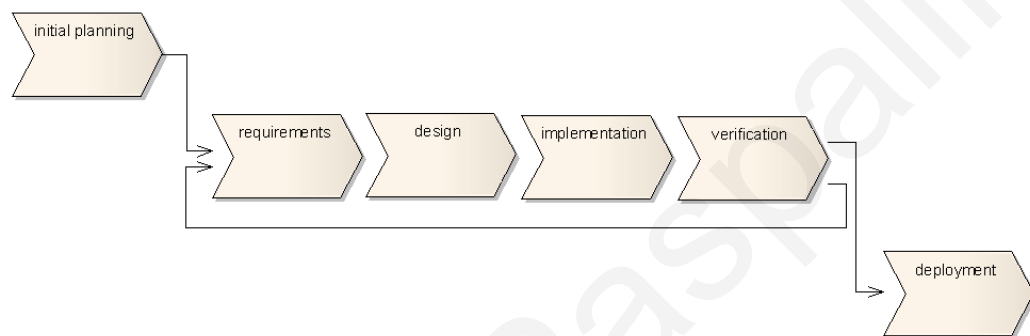 initial planning
requirements
design
implementation
verification
deployment